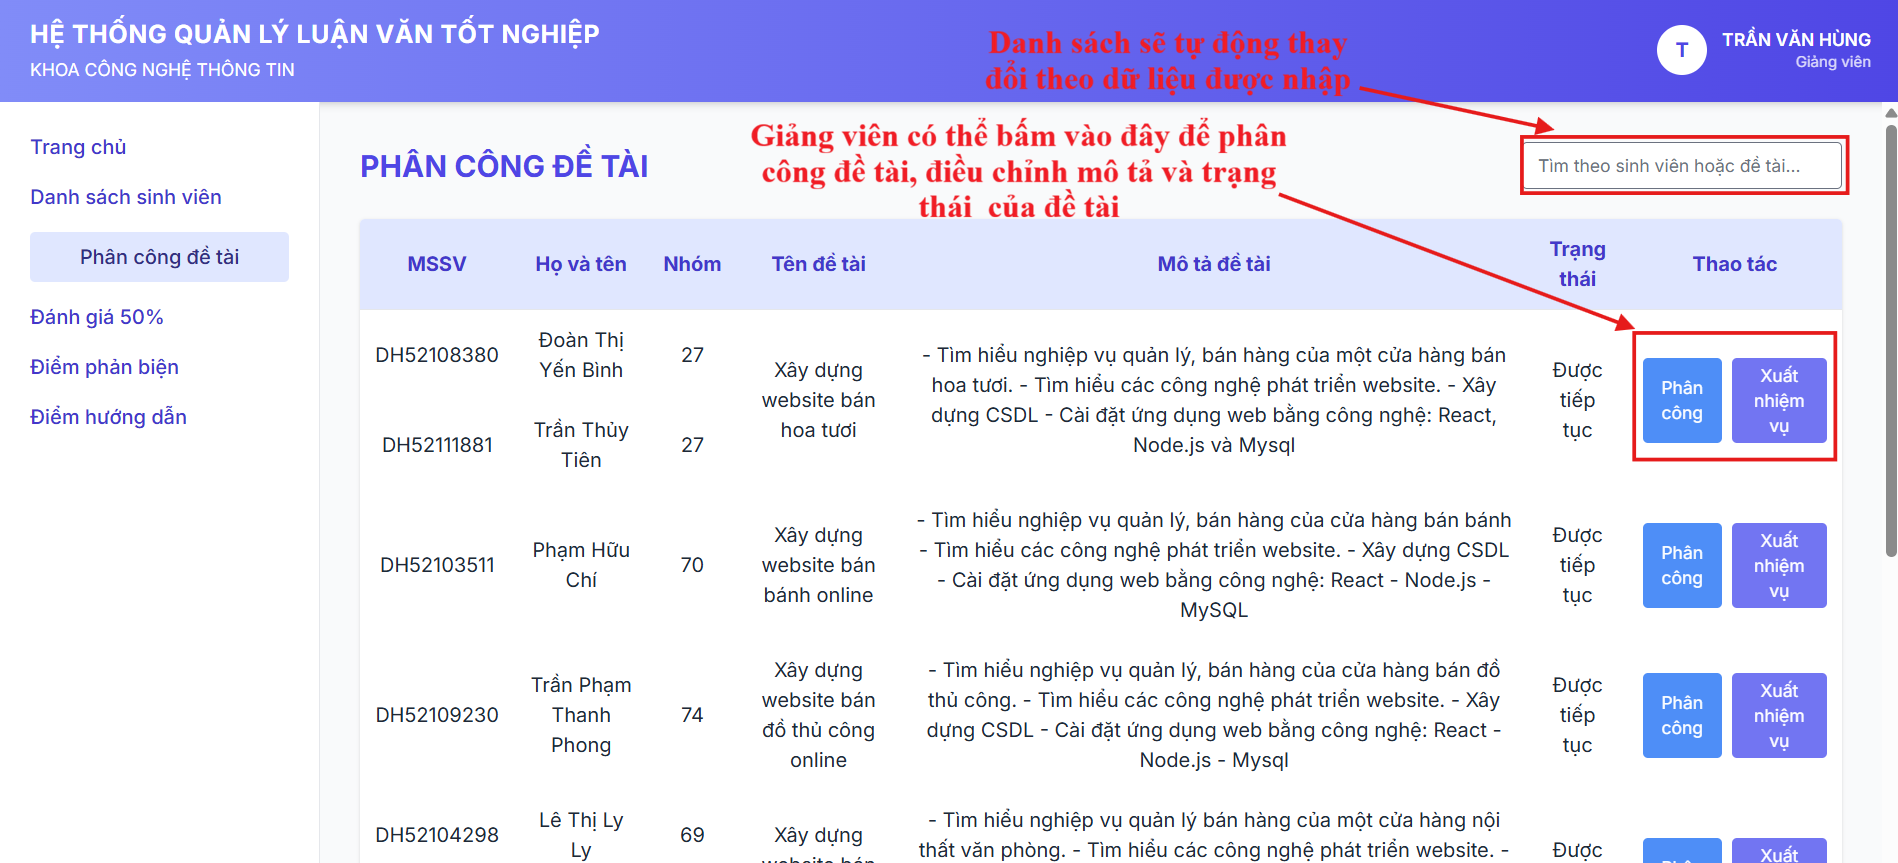 HỆ THỐNG QUẢN LÝ LUẬN VĂN TỐT NGHIỆP
KHOA CÔNG NGHỆ THÔNG TIN
Danh sách sẽ tự động thay
đổi theo dữ liệu được nhập
T
TRẦN VĂN HÙNG
Giảng viên
Trang chủ
Danh sách sinh viên
Phân công đề tài
Đánh giá 50%
Điểm phản biện
Điểm hướng dẫn
PHÂN CÔNG ĐỀ TÀI
Giảng viên có thể bấm vào đây để phân
công đề tài, điều chỉnh mô tả và trạng
thái của đề tài
Tìm theo sinh viên hoặc đề tài...
MSSV
Họ và tên
Nhóm
Tên đề tài
Mô tả đề tài
Trạng
thái
Thao tác
DH52108380
Đoàn Thị
Yến Bình
27
DH52111881
Trần Thủy
Tiên
27
Xây dựng
website bán
hoa tươi
- Tìm hiểu nghiệp vụ quản lý, bán hàng của một cửa hàng bán
hoa tươi. - Tìm hiểu các công nghệ phát triển website. - Xây
dựng CSDL - Cài đặt ứng dụng web bằng công nghệ: React,
Node.js và Mysql
Được
tiếp
tục
Phân
công
Xuất
nhiệm
vụ
DH52103511
Phạm Hữu
Chí
70
Xây dựng
website bán
bánh online
- Tìm hiểu nghiệp vụ quản lý, bán hàng của cửa hàng bán bánh
- Tìm hiểu các công nghệ phát triển website. - Xây dựng CSDL
- Cài đặt ứng dụng web bằng công nghệ: React - Node.js -
MySQL
Được
tiếp
tục
Phân
công
Xuất
nhiệm
vụ
DH52109230
Trần Phạm
Thanh
Phong
74
Xây dựng
website bán
đồ thủ công
online
- Tìm hiểu nghiệp vụ quản lý, bán hàng của cửa hàng bán đồ
thủ công. - Tìm hiểu các công nghệ phát triển website. - Xây
dựng CSDL - Cài đặt ứng dụng web bằng công nghệ: React -
Node.js - Mysql
Được
tiếp
tục
Phân
công
Xuất
nhiệm
vụ
DH52104298
Lê Thị Ly
Ly
69
Xây dựng
website bán
- Tìm hiểu nghiệp vụ quản lý bán hàng của một cửa hàng nội
thất văn phòng. - Tìm hiểu các công nghệ phát triển website. -
Được
Phân
Xuất